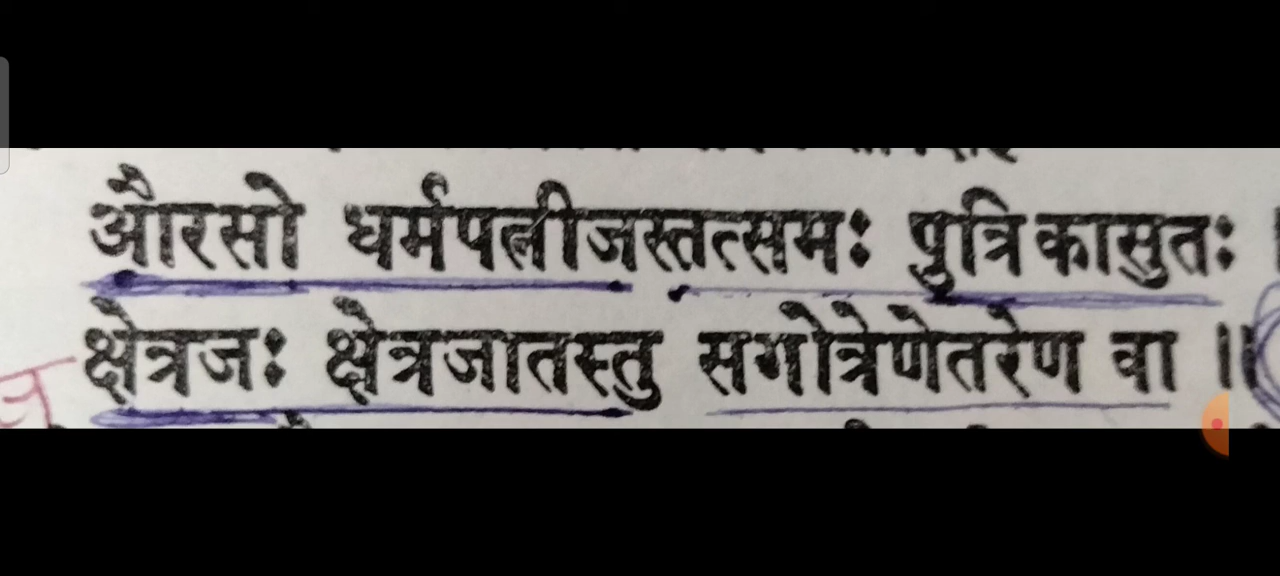 औरसो धर्मपत्नीजस्तत्समः पुत्रिकासुतः ।
क्षेत्रजः क्षेत्रजातस्तु सगोत्रेणेतरेण वा ॥